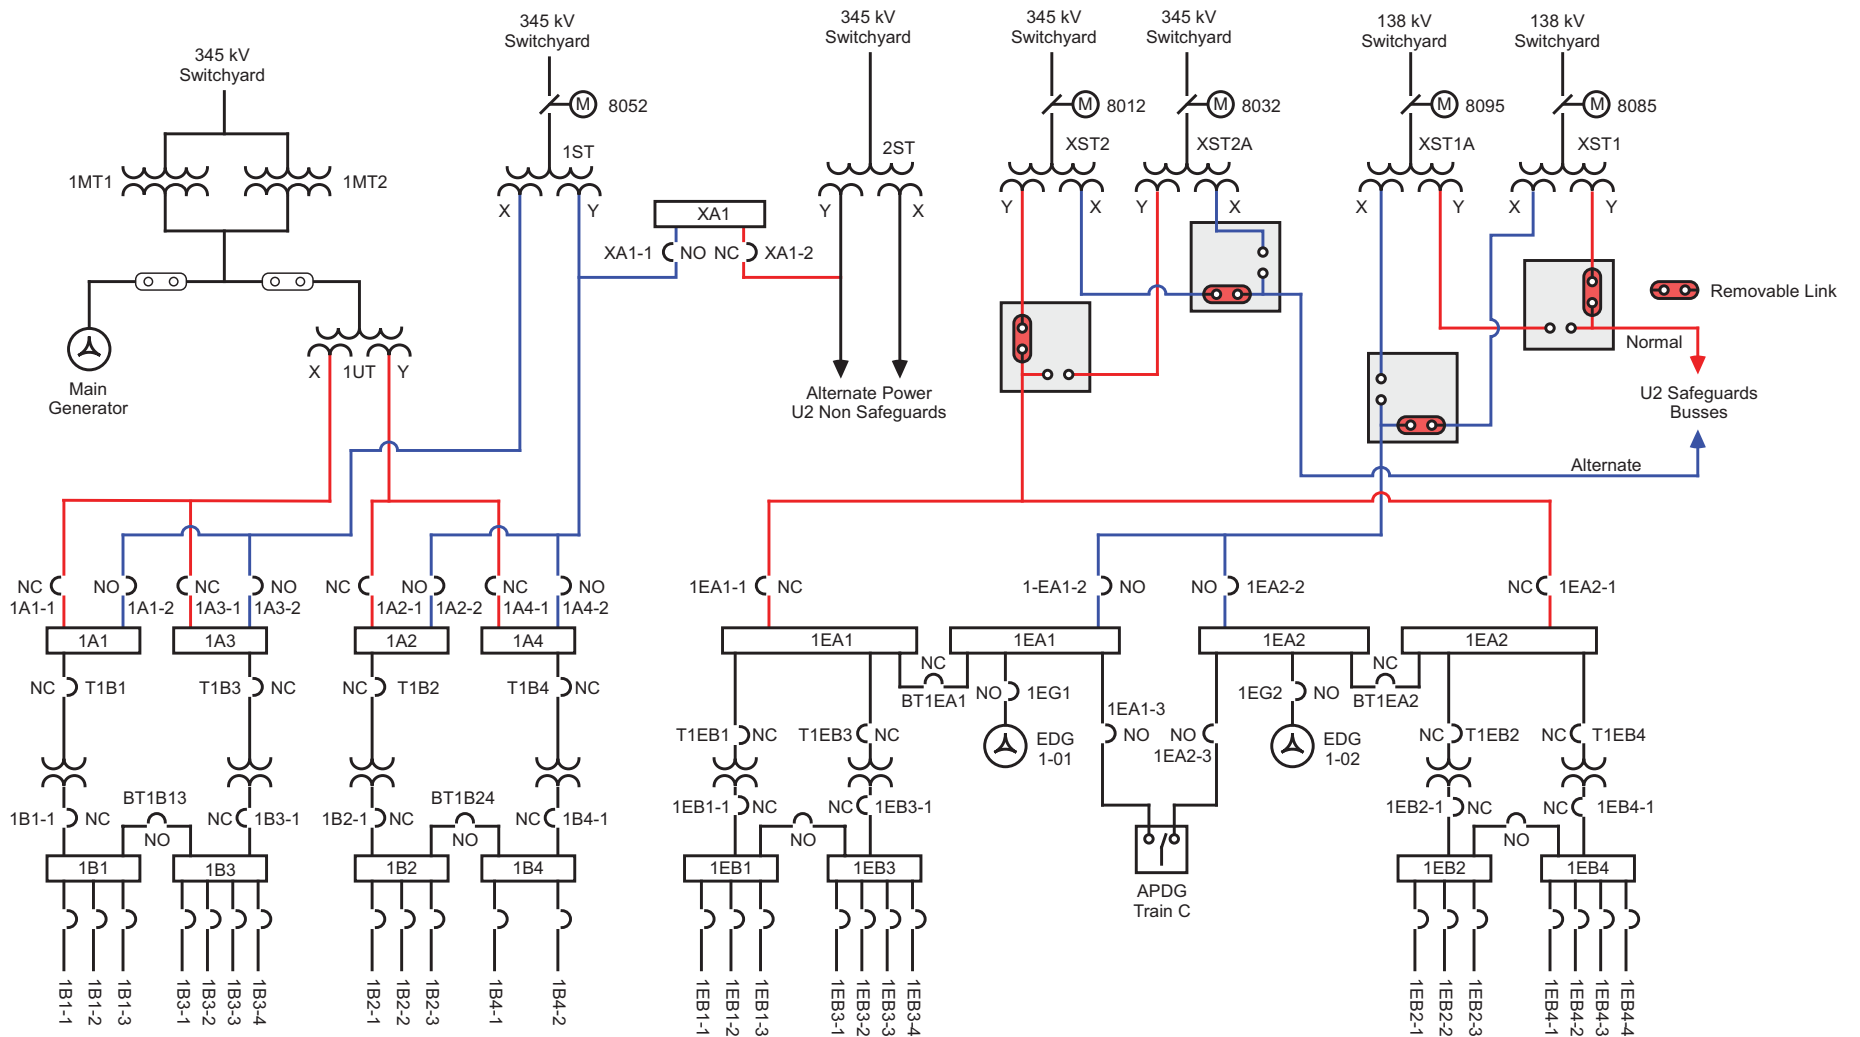 345 kV
Switchyard
345 kV
Switchyard
345 kV
Switchyard
345 kV
Switchyard
345 kV
Switchyard
138 kV
Switchyard
138 kV
Switchyard
M 8052
M 8012
M 8032
M 8095
M 8085
1MT1
1MT2
1ST
2ST
XST2
XST2A
XST1A
XST1
X
Y
Y
X
Y
X
Y
X
X
Y
X
Y
XA1
XA1-1
NO
NC
XA1-2
Removable Link
Normal
Main
Generator
X
1UT
Y
Alternate Power
U2 Non Safeguards
U2 Safeguards
Busses
Alternate
NC
1A1-1
NO
1A1-2
NC
1A3-1
NO
1A3-2
NC
1A2-1
NO
1A2-2
NC
1A4-1
NO
1A4-2
1EA1-1
NC
1-EA1-2
NO
NO
1EA2-2
NC
1EA2-1
1A1
1A3
1A2
1A4
1EA1
1EA1
1EA2
1EA2
NC
T1B1
T1B3
NC
NC
T1B2
T1B4
NC
NC
BT1EA1
NO
1EG1
1EG2
NO
NC
BT1EA2
1EA1-3
NO
NO
1EA2-3
T1EB1
NC
T1EB3
NC
EDG
1-01
EDG
1-02
NC
T1EB2
NC
T1EB4
BT1B13
NO
BT1B24
NO
1B1-1
NC
NC
1B3-1
1B2-1
NC
NC
1B4-1
1EB1-1
NC
NC
1EB3-1
NO
1EB2-1
NC
NC
1EB4-1
NO
1B1
1B3
1B2
1B4
1EB1
1EB3
1EB2
1EB4
APDG
Train C
1B1-1
1B1-2
1B1-3
1B3-1
1B3-2
1B3-3
1B3-4
1B2-1
1B2-2
1B2-3
1B4-1
1B4-2
1EB1-1
1EB1-2
1EB1-3
1EB3-1
1EB3-2
1EB3-3
1EB3-4
1EB2-1
1EB2-2
1EB2-3
1EB4-1
1EB4-2
1EB4-3
1EB4-4